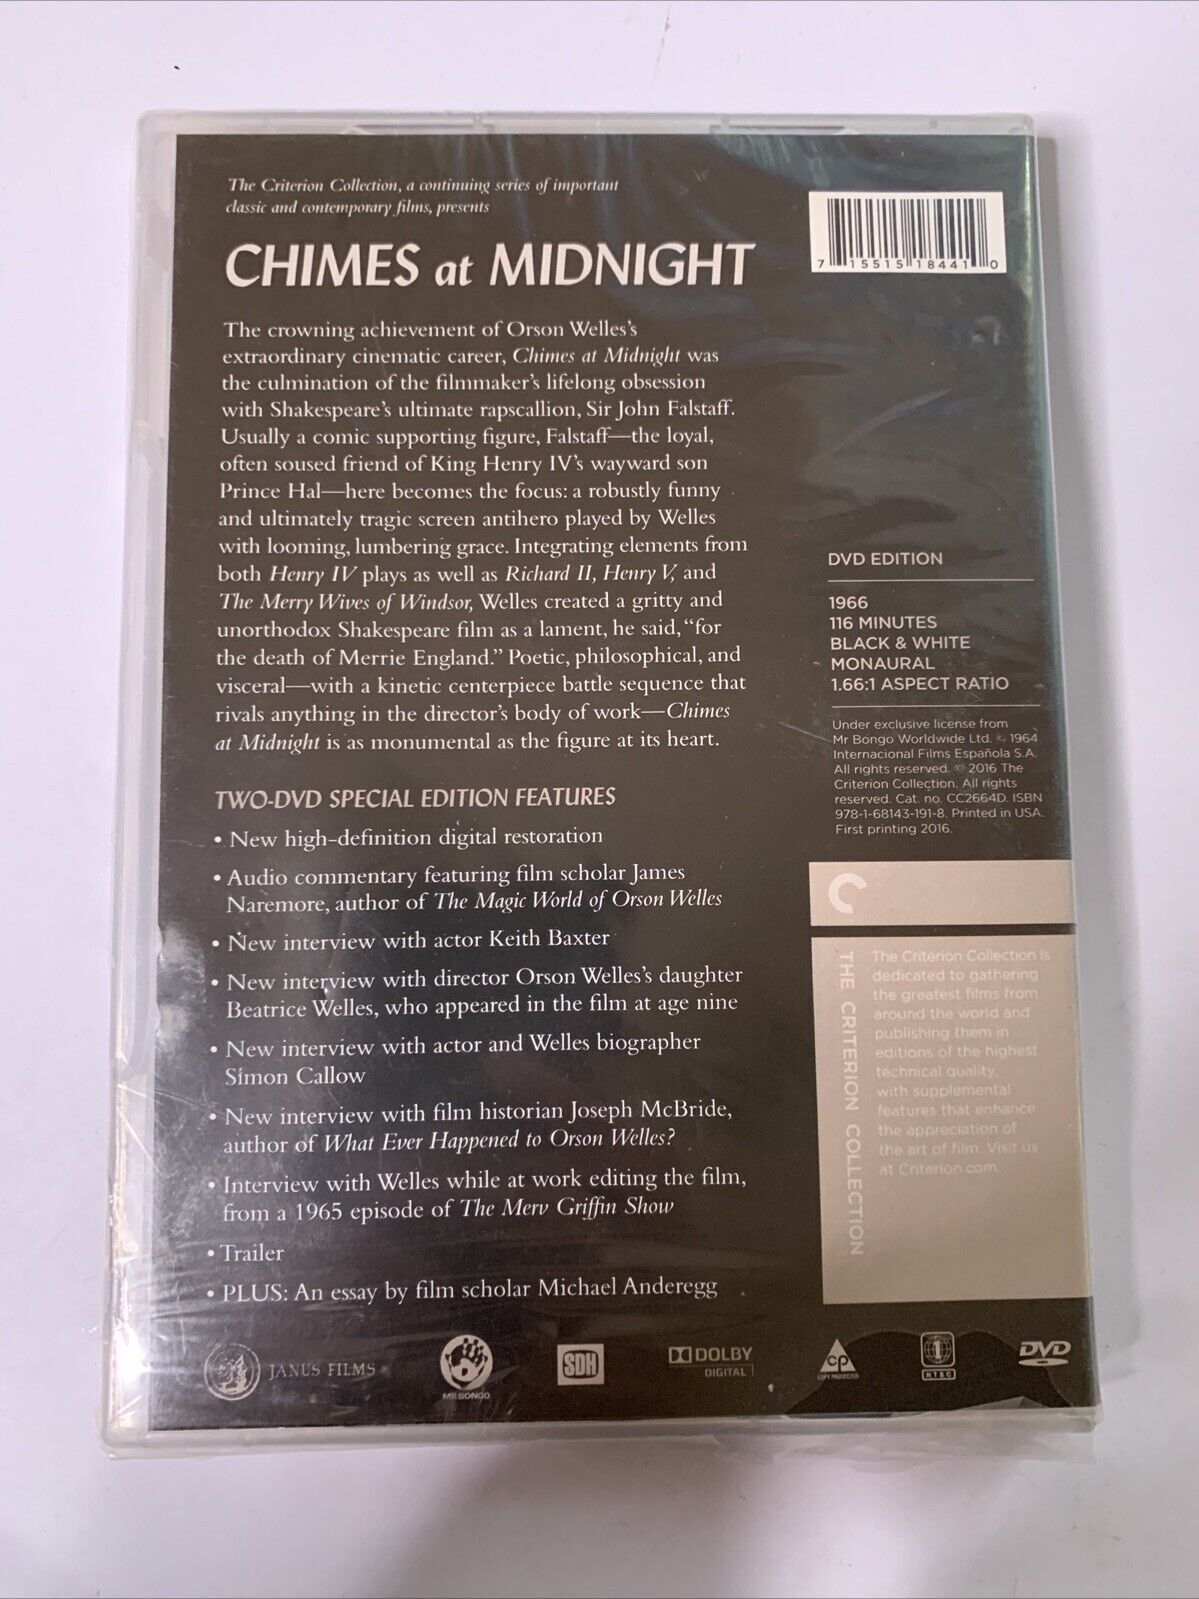 The Criterion Collection, a continuing series of important
classic and contemporary films, presents
CHIMES at MIDNIGHT
The crowning achievement of Orson Welles's
extraordinary cinematic career, Chimes at Midnight was
the culmination of the filmmaker's lifelong obsession
with Shakespeare's ultimate rapscallion, Sir John Falstaff.
Usually a comic supporting figure, Falstaff—the loyal,
often soused friend of King Henry IV's wayward son
Prince Hal—here becomes the focus: a robustly funny
and ultimately tragic screen antihero played by Welles
with looming, lumbering grace. Integrating elements from
both Henry IV plays as well as Richard II, Henry V, and
The Merry Wives of Windsor, Welles created a gritty and
unorthodox Shakespeare film as a lament, he said, “for
the death of Merrie England.” Poetic, philosophical, and
visceral—with a kinetic centerpiece battle sequence that
rivals anything in the director's body of work—Chimes
at Midnight is as monumental as the figure at its heart.
TWO-DVD SPECIAL EDITION FEATURES
• New high-definition digital restoration
• Audio commentary featuring film scholar James
Naremore, author of The Magic World of Orson Welles
• New interview with actor Keith Baxter
• New interview with director Orson Welles's daughter
Beatrice Welles, who appeared in the film at age nine
• New interview with actor and Welles biographer
Simon Callow
• New interview with film historian Joseph McBride,
author of What Ever Happened to Orson Welles?
• Interview with Welles while at work editing the film,
from a 1965 episode of The Merv Griffin Show
• Trailer
• PLUS: An essay by film scholar Michael Anderegg
7 15515 18441 0
DVD EDITION
1966
116 MINUTES
BLACK & WHITE
MONAURAL
1.66:1 ASPECT RATIO
Under exclusive license from
Mr Bongo Worldwide Ltd. © 1964
Internacional Films Española S.A.
All rights reserved. © 2016 The
Criterion Collection. All rights
reserved. Cat. no. CC2664D. ISBN
978-1-68143-191-8. Printed in USA.
First printing 2016.
THE CRITERION COLLECTION
The Criterion Collection is
dedicated to gathering
the greatest films from
around the world and
publishing them in
editions of the highest
technical quality,
with supplemental
features that enhance
the appreciation of
the art of film. Visit us
at Criterion.com.
JANUS FILMS
MR BONGO
SDH
DOLBY
DIGITAL
CP
COPY PROTECTED
1
NTSC
DVD